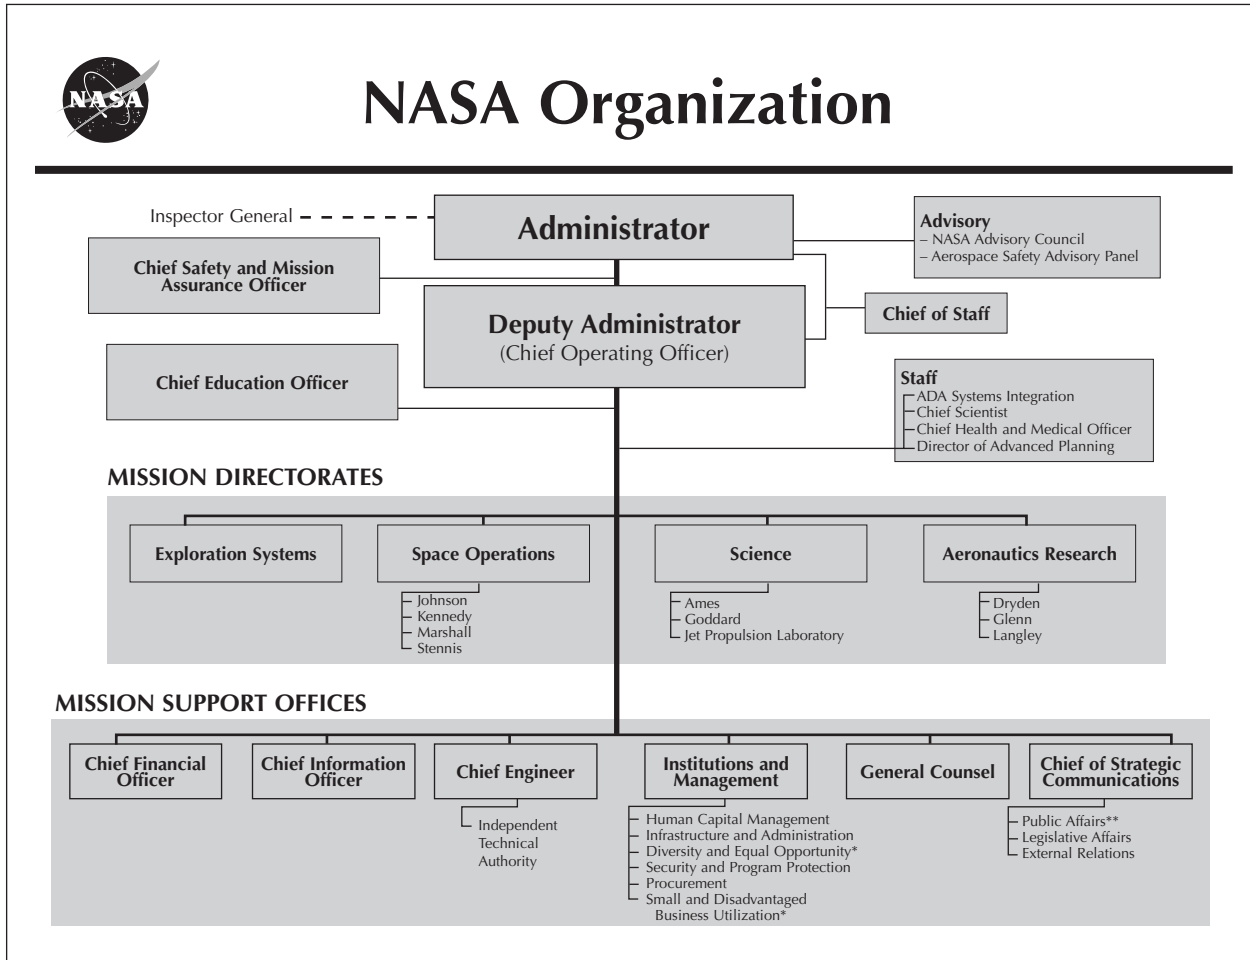 NASA
NASA Organization
Inspector General
Administrator
Advisory
– NASA Advisory Council
– Aerospace Safety Advisory Panel
Chief Safety and Mission
Assurance Officer
Deputy Administrator
(Chief Operating Officer)
Chief of Staff
Chief Education Officer
Staff
ADA Systems Integration
Chief Scientist
Chief Health and Medical Officer
Director of Advanced Planning
MISSION DIRECTORATES
Exploration Systems
Space Operations
Johnson
Kennedy
Marshall
Stennis
Science
Ames
Goddard
Jet Propulsion Laboratory
Aeronautics Research
Dryden
Glenn
Langley
MISSION SUPPORT OFFICES
Chief Financial
Officer
Chief Information
Officer
Chief Engineer
Independent
Technical
Authority
Institutions and
Management
Human Capital Management
Infrastructure and Administration
Diversity and Equal Opportunity*
Security and Program Protection
Procurement
Small and Disadvantaged
Business Utilization*
General Counsel
Chief of Strategic
Communications
Public Affairs**
Legislative Affairs
External Relations